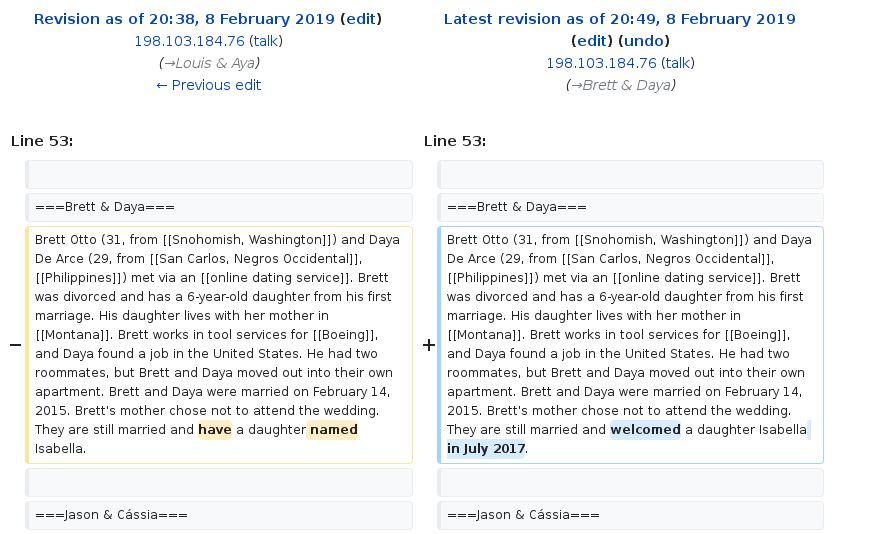 Revision as of 20:38, 8 February 2019 (edit)
198.103.184.76 (talk)
(→Louis & Aya)
← Previous edit
Latest revision as of 20:49, 8 February 2019
(edit) (undo)
198.103.184.76 (talk)
(→Brett & Daya)
Line 53:
Line 53:
===Brett & Daya===
===Brett & Daya===
−
Brett Otto (31, from [[Snohomish, Washington]]) and Daya
De Arce (29, from [[San Carlos, Negros Occidental]],
[[Philippines]]) met via an [[online dating service]]. Brett
was divorced and has a 6-year-old daughter from his first
marriage. His daughter lives with her mother in
[[Montana]]. Brett works in tool services for [[Boeing]],
and Daya found a job in the United States. He had two
roommates, but Brett and Daya moved out into their own
apartment. Brett and Daya were married on February 14,
2015. Brett's mother chose not to attend the wedding.
They are still married and have a daughter named
Isabella.
+
Brett Otto (31, from [[Snohomish, Washington]]) and Daya
De Arce (29, from [[San Carlos, Negros Occidental]],
[[Philippines]]) met via an [[online dating service]]. Brett
was divorced and has a 6-year-old daughter from his first
marriage. His daughter lives with her mother in
[[Montana]]. Brett works in tool services for [[Boeing]],
and Daya found a job in the United States. He had two
roommates, but Brett and Daya moved out into their own
apartment. Brett and Daya were married on February 14,
2015. Brett's mother chose not to attend the wedding.
They are still married and welcomed a daughter Isabella
in July 2017.
===Jason & Cássia===
===Jason & Cássia===